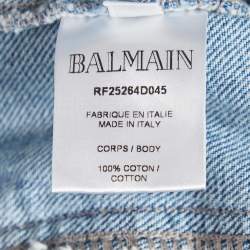 BALMAIN
RF25264D045
FABRIQUE EN ITALIE
MADE IN ITALY
CORPS / BODY
100% COTON /
COTTON